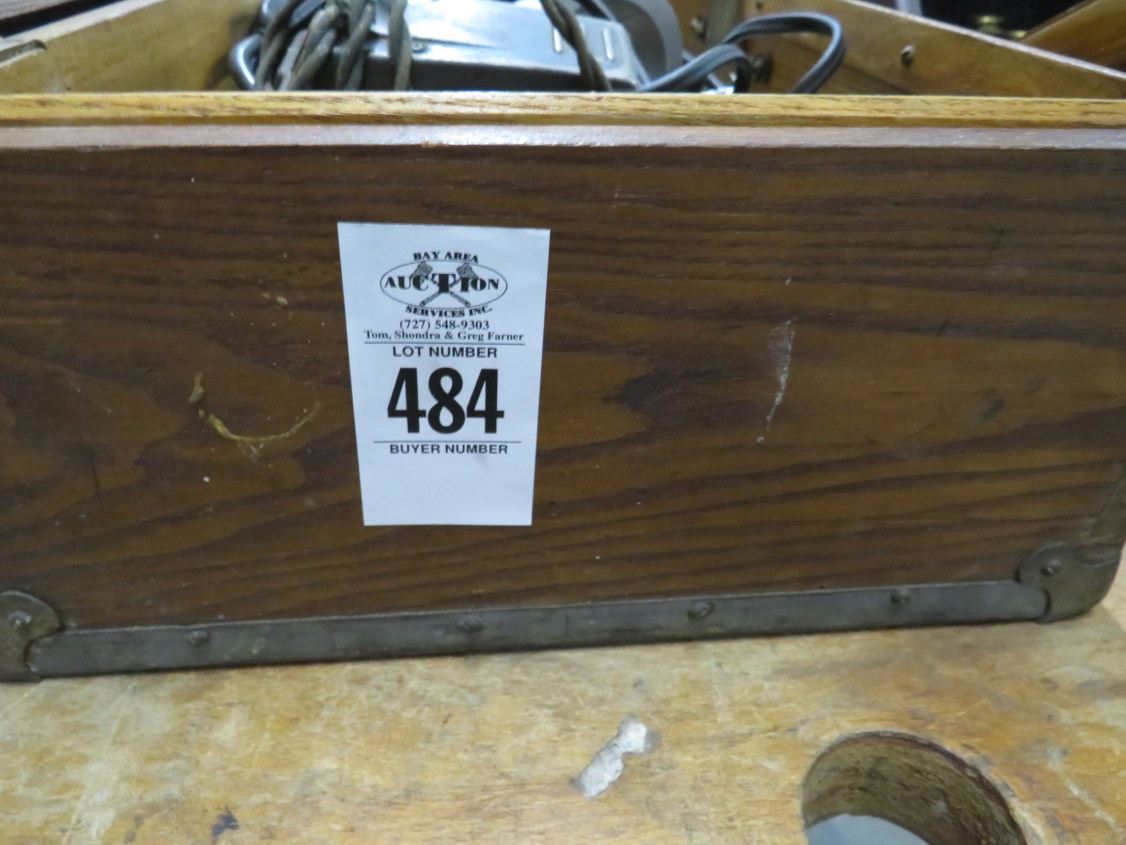 BAY AREA
AUCTION
SERVICES INC.
(727) 548-9303
Tom, Shondra & Greg Farner
LOT NUMBER
484
BUYER NUMBER